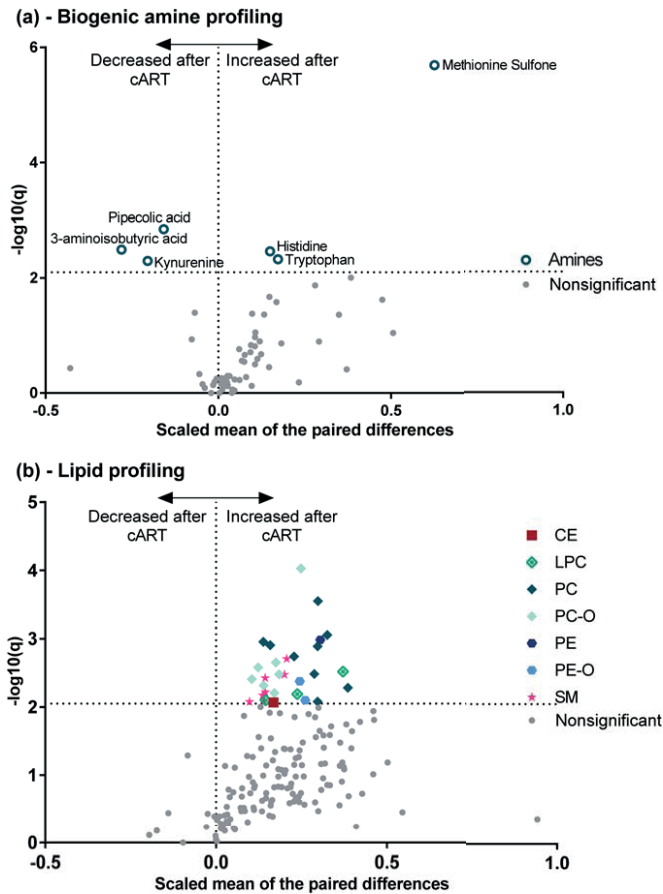 (a) - Biogenic amine profiling
Decreased after Increased after
cART cART
Methionine Sulfone
Pipecolic acid
3-aminoisobutyric acid
Kynurenine
Histidine
Tryptophan
Amines
Nonsignificant
-log10(q)
6
4
2
0
-0.5 0.0 0.5 1.0
Scaled mean of the paired differences
(b) - Lipid profiling
Decreased after Increased after
cART cART
CE
LPC
PC
PC-O
PE
PE-O
SM
Nonsignificant
-log10(q)
5
4
3
2
1
0
-0.5 0.0 0.5 1.0
Scaled mean of the paired differences